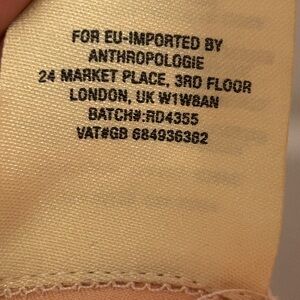 FOR EU-IMPORTED BY
ANTHROPOLOGIE
24 MARKET PLACE, 3RD FLOOR
LONDON, UK W1W8AN
BATCH#:RD4355
VAT#GB 684936362